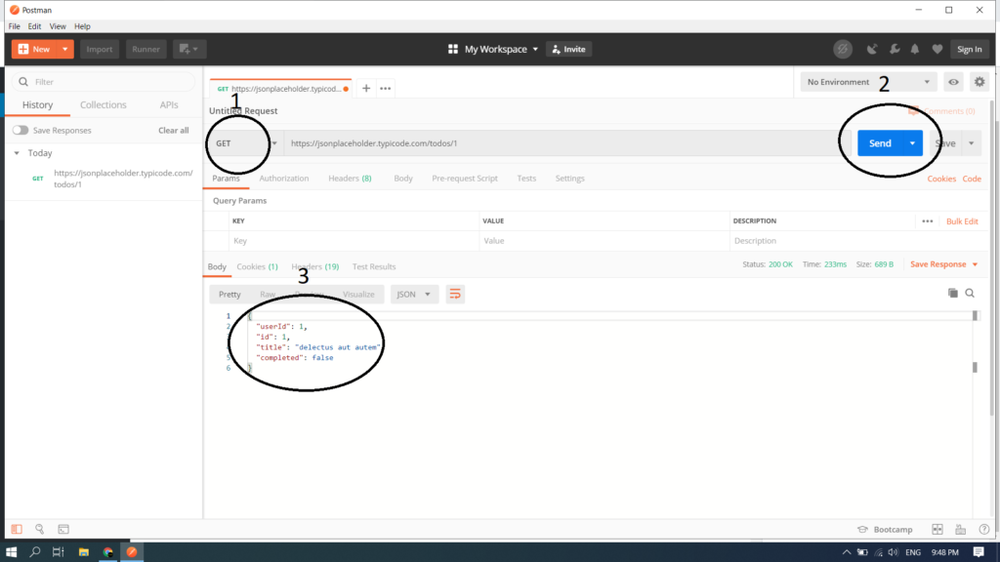 Postman
File Edit View Help
New Import Runner My Workspace Invite Sign In
Filter
History Collections APIs
Save Responses Clear all
Today
GET https://jsonplaceholder.typicode.com/
todos/1
GET https://jsonplaceholder.typicod...
No Environment
1
2
Untitled Request
Comments (0)
GET https://jsonplaceholder.typicode.com/todos/1
Send Save
Params Authorization Headers (8) Body Pre-request Script Tests Settings
Cookies Code
Query Params
KEY VALUE DESCRIPTION
Bulk Edit
Key Value Description
Body Cookies (1) Headers (19) Test Results
Status: 200 OK Time: 233ms Size: 689 B Save Response
3
Pretty Raw Visualize JSON
1 {
2 "userId": 1,
"id": 1,
"title": "delectus aut autem"
5 "completed": false
6 }
Bootcamp
ENG 9:48 PM